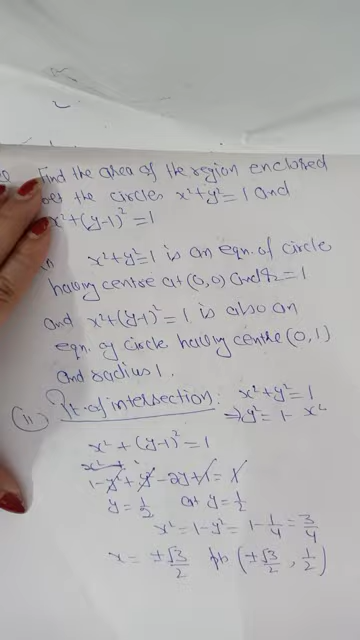 Find the area of the region enclosed
the circles x²+y²=1 and
x²+(y-1)²=1
x²+y²=1 is an eqn. of circle
having centre at (0,0) and r=1
and x²+(y-1)²=1 is also an
eqn. of circle having centre (0,1)
and radius 1.
(ii) Pt. of intersection: x²+y²=1
⇒ y²=1- x²
x²+(y-1)²=1
1-y²+y²-2y+1=1
y=1/2 at y=1/2
x²=1-y²=1-1/4=3/4
x=±√3/2 (±√3/2, 1/2)